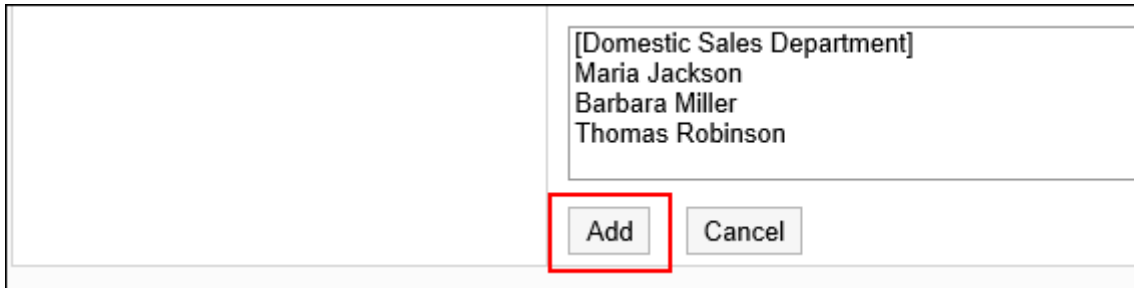 [Domestic Sales Department]
Maria Jackson
Barbara Miller
Thomas Robinson
Add Cancel